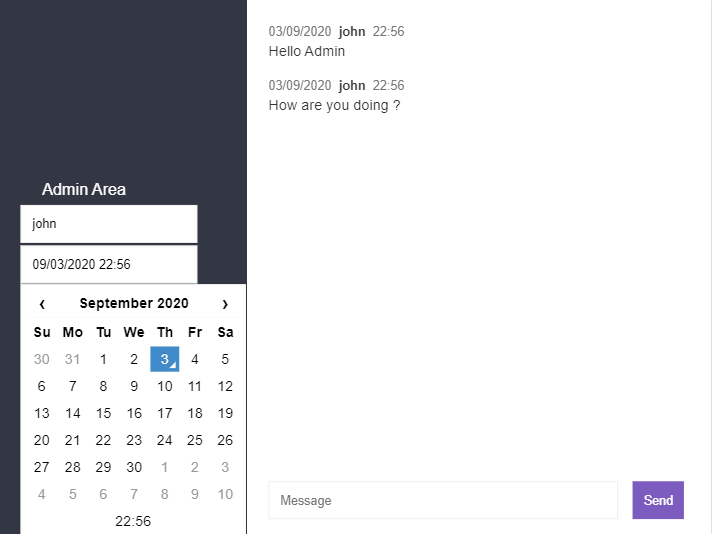 Admin Area
john
09/03/2020 22:56
‹ September 2020 ›
Su Mo Tu We Th Fr Sa
30 31 1 2 3 4 5
6 7 8 9 10 11 12
13 14 15 16 17 18 19
20 21 22 23 24 25 26
27 28 29 30 1 2 3
4 5 6 7 8 9 10
22:56
03/09/2020 john 22:56
Hello Admin
03/09/2020 john 22:56
How are you doing ?
Message
Send